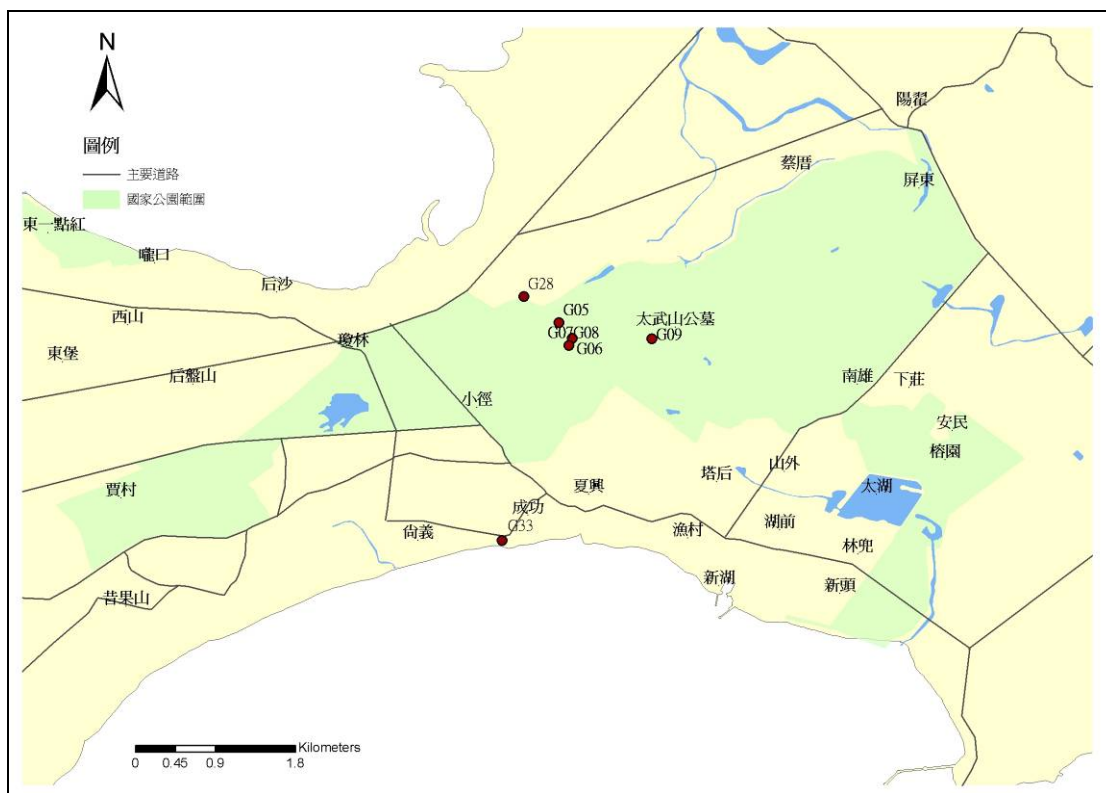 N
圖例
主要道路
國家公園範圍
陽翟
蔡厝
屏東
東一點紅
嚨口
后沙
G28
西山
G05
太武山公墓
東堡
瓊林
G07
G08
G09
G06
后盤山
南雄
下莊
小徑
安民
榕園
賈村
塔后
山外
夏興
太湖
成功
G33
尚義
漁村
湖前
林兜
新湖
新頭
昔果山
Kilometers
0 0.45 0.9 1.8